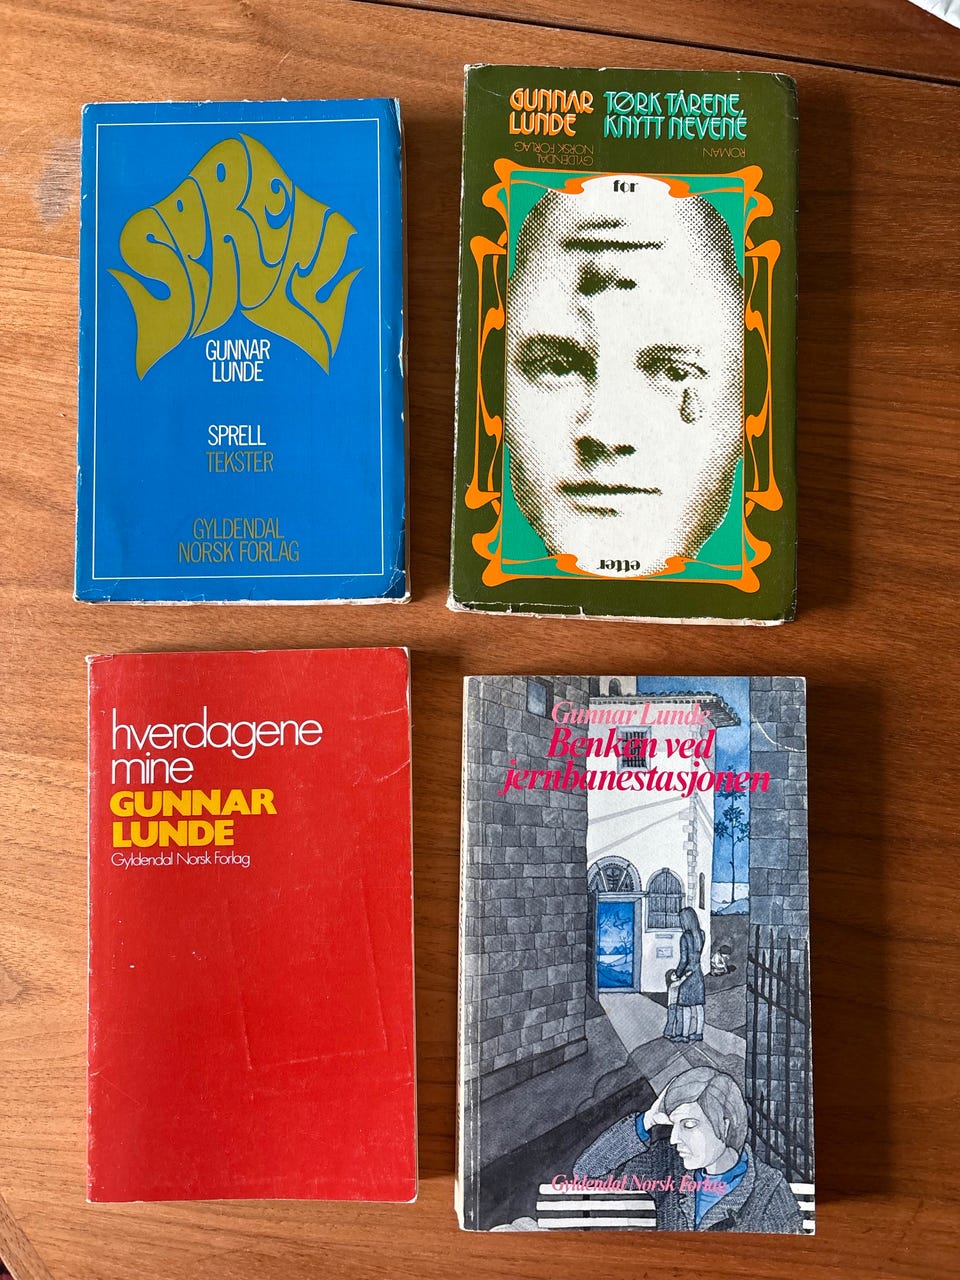 SPRELL
GUNNAR
LUNDE
SPRELL
TEKSTER
GYLDENDAL
NORSK FORLAG
GUNNAR
LUNDE
TØRK TÅRENE,
KNYTT NEVENE
GYLDENDAL
NORSK FORLAG
ROMAN
før
etter
hverdagene
mine
GUNNAR
LUNDE
Gyldendal Norsk Forlag
Gunnar Lunde
Benken ved
jernbanestasjonen
Gyldendal Norsk Forlag